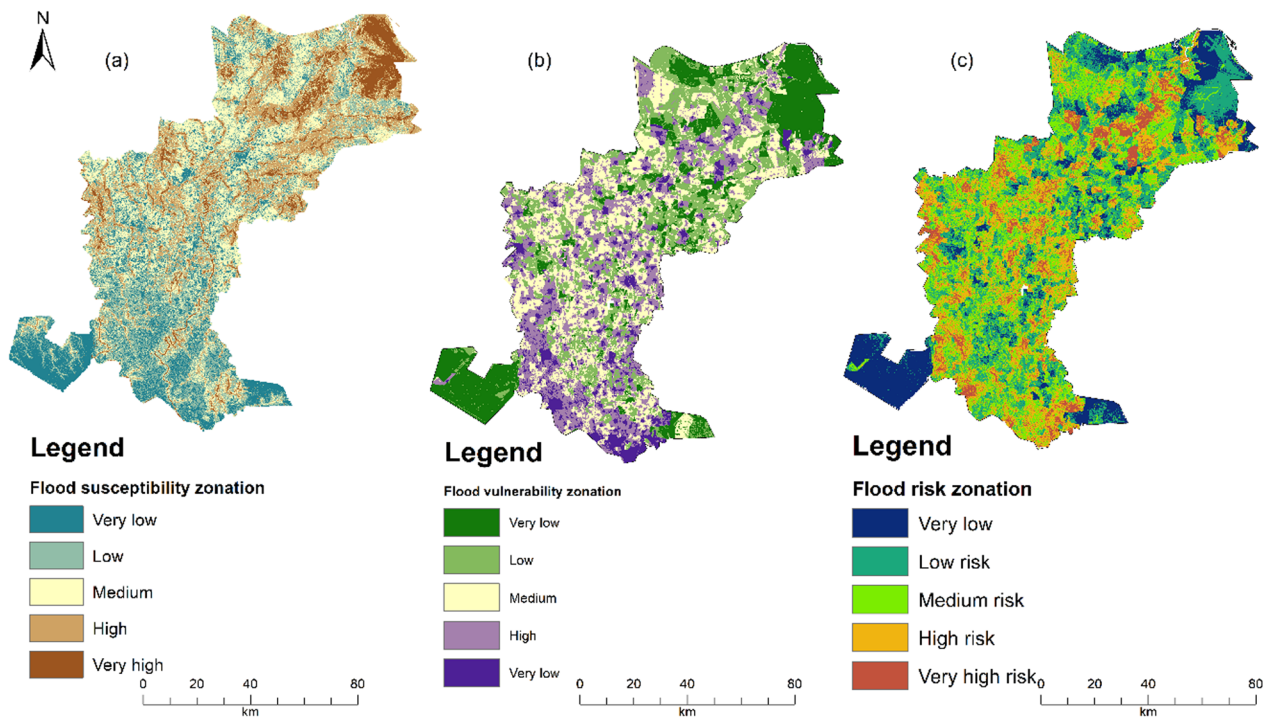 N
(a)
(b)
(c)
Legend
Flood susceptibility zonation
Very low
Low
Medium
High
Very high
0 40 80
km
Legend
Flood vulnerability zonation
Very low
Low
Medium
High
Very low
0 20 40 80
km
Legend
Flood risk zonation
Very low
Low risk
Medium risk
High risk
Very high risk
0 20 40 80
km